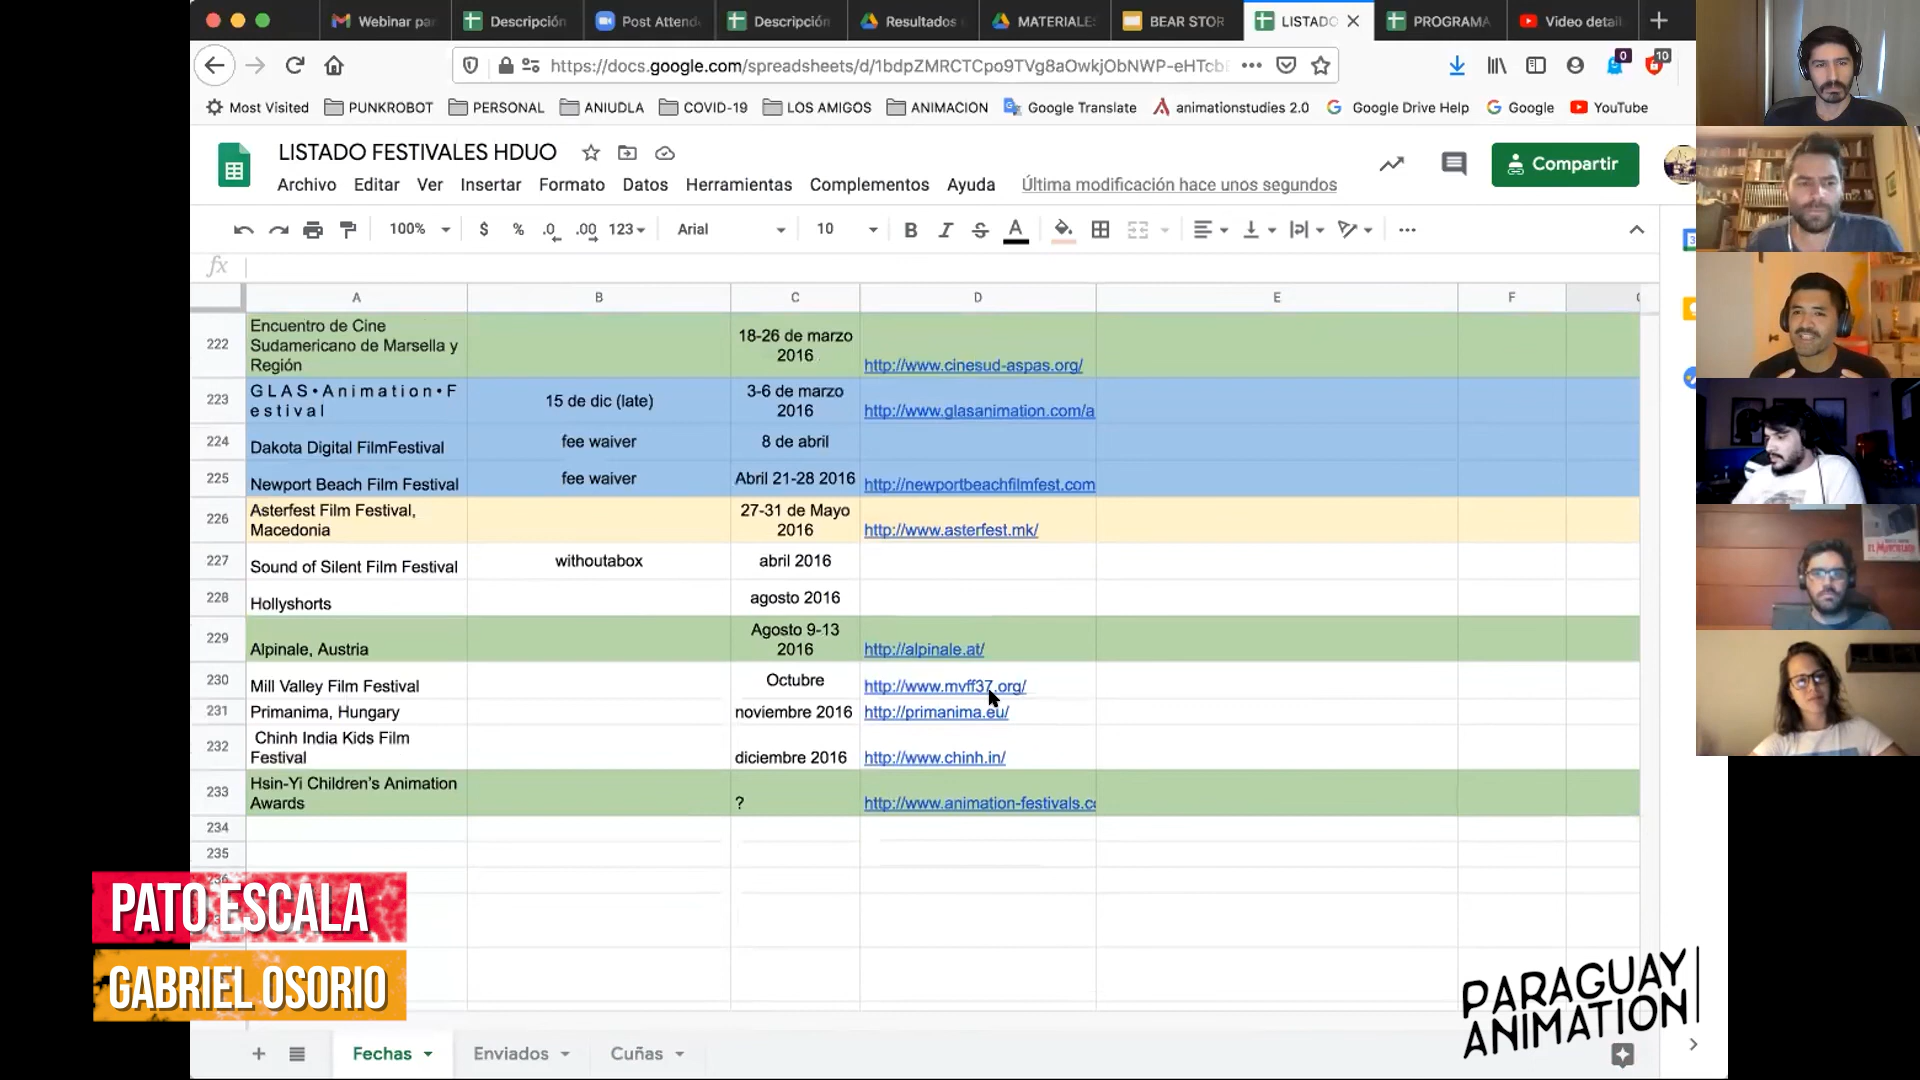 Webinar pa
Descripción
Post Attend
Descripción
Resultados
MATERIALES
BEAR STOR
LISTADO
PROGRAMA
Video detai
https://docs.google.com/spreadsheets/d/1bdpZMRCTCpo9TVg8aOwkjObNWP-eHTcb
0
10
Most Visited
PUNKROBOT
PERSONAL
ANIUDLA
COVID-19
LOS AMIGOS
ANIMACION
Google Translate
animationstudies 2.0
Google Drive Help
Google
YouTube
LISTADO FESTIVALES HDUO
Archivo Editar Ver Insertar Formato Datos Herramientas Complementos Ayuda
Última modificación hace unos segundos
Compartir
100% $ % .0 .00 123 Arial 10 B I S A
fx
A B C D E F
222 Encuentro de Cine Sudamericano de Marsella y Región 18-26 de marzo 2016 http://www.cinesud-aspas.org/
223 G L A S • A n i m a t i o n • F e s t i v a l 15 de dic (late) 3-6 de marzo 2016 http://www.glasanimation.com/a
224 Dakota Digital FilmFestival fee waiver 8 de abril
225 Newport Beach Film Festival fee waiver Abril 21-28 2016 http://newportbeachfilmfest.com
226 Asterfest Film Festival, Macedonia 27-31 de Mayo 2016 http://www.asterfest.mk/
227 Sound of Silent Film Festival withoutabox abril 2016
228 Hollyshorts agosto 2016
229 Alpinale, Austria Agosto 9-13 2016 http://alpinale.at/
230 Mill Valley Film Festival Octubre http://www.mvff37.org/
231 Primanima, Hungary noviembre 2016 http://primanima.eu/
232 Chinh India Kids Film Festival diciembre 2016 http://www.chinh.in/
233 Hsin-Yi Children's Animation Awards ? http://www.animation-festivals.c
234
235
236
PATO ESCALA
GABRIEL OSORIO
PARAGUAY
ANIMATION
Fechas Enviados Cuñas